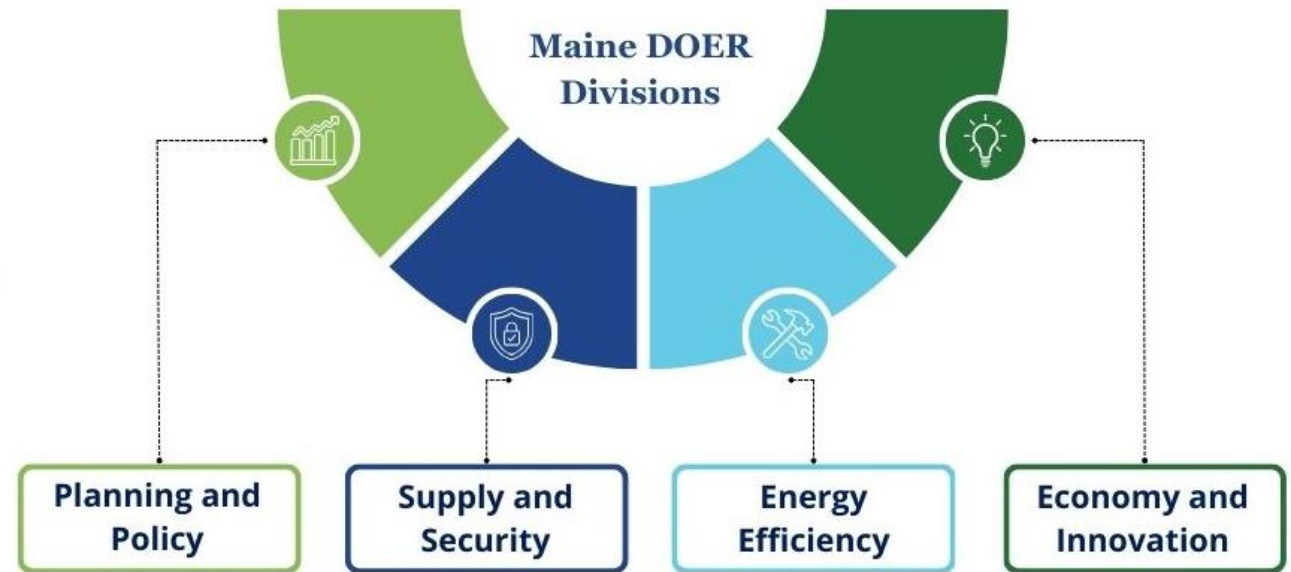 Maine DOER
Divisions
Planning and
Policy
Supply and
Security
Energy
Efficiency
Economy and
Innovation